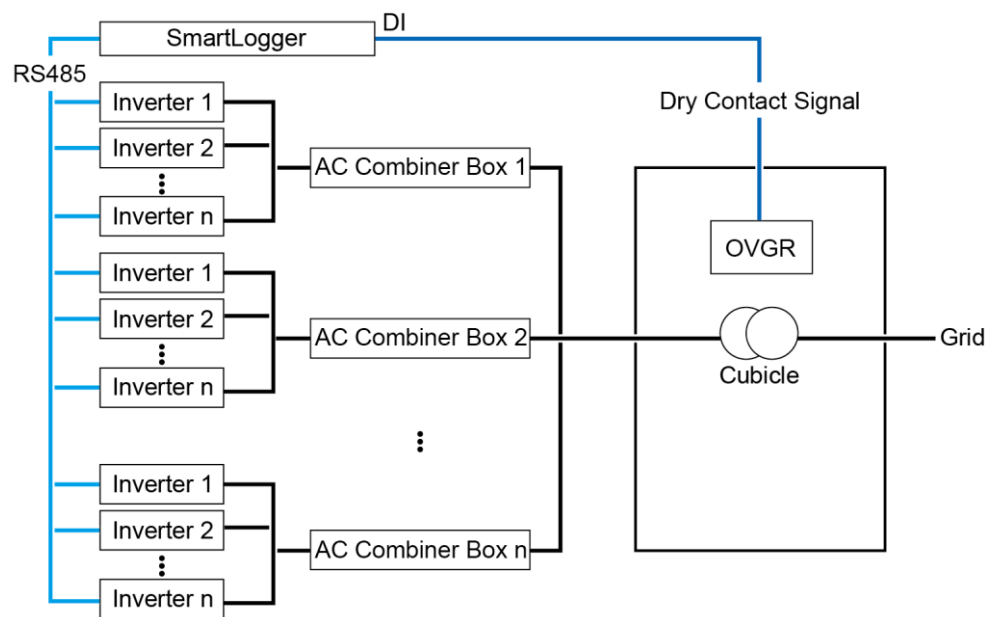 DI
SmartLogger
RS485
Inverter 1
Inverter 2
Inverter n
AC Combiner Box 1
Dry Contact Signal
OVGR
Inverter 1
Inverter 2
Inverter n
AC Combiner Box 2
Cubicle
Grid
Inverter 1
Inverter 2
Inverter n
AC Combiner Box n